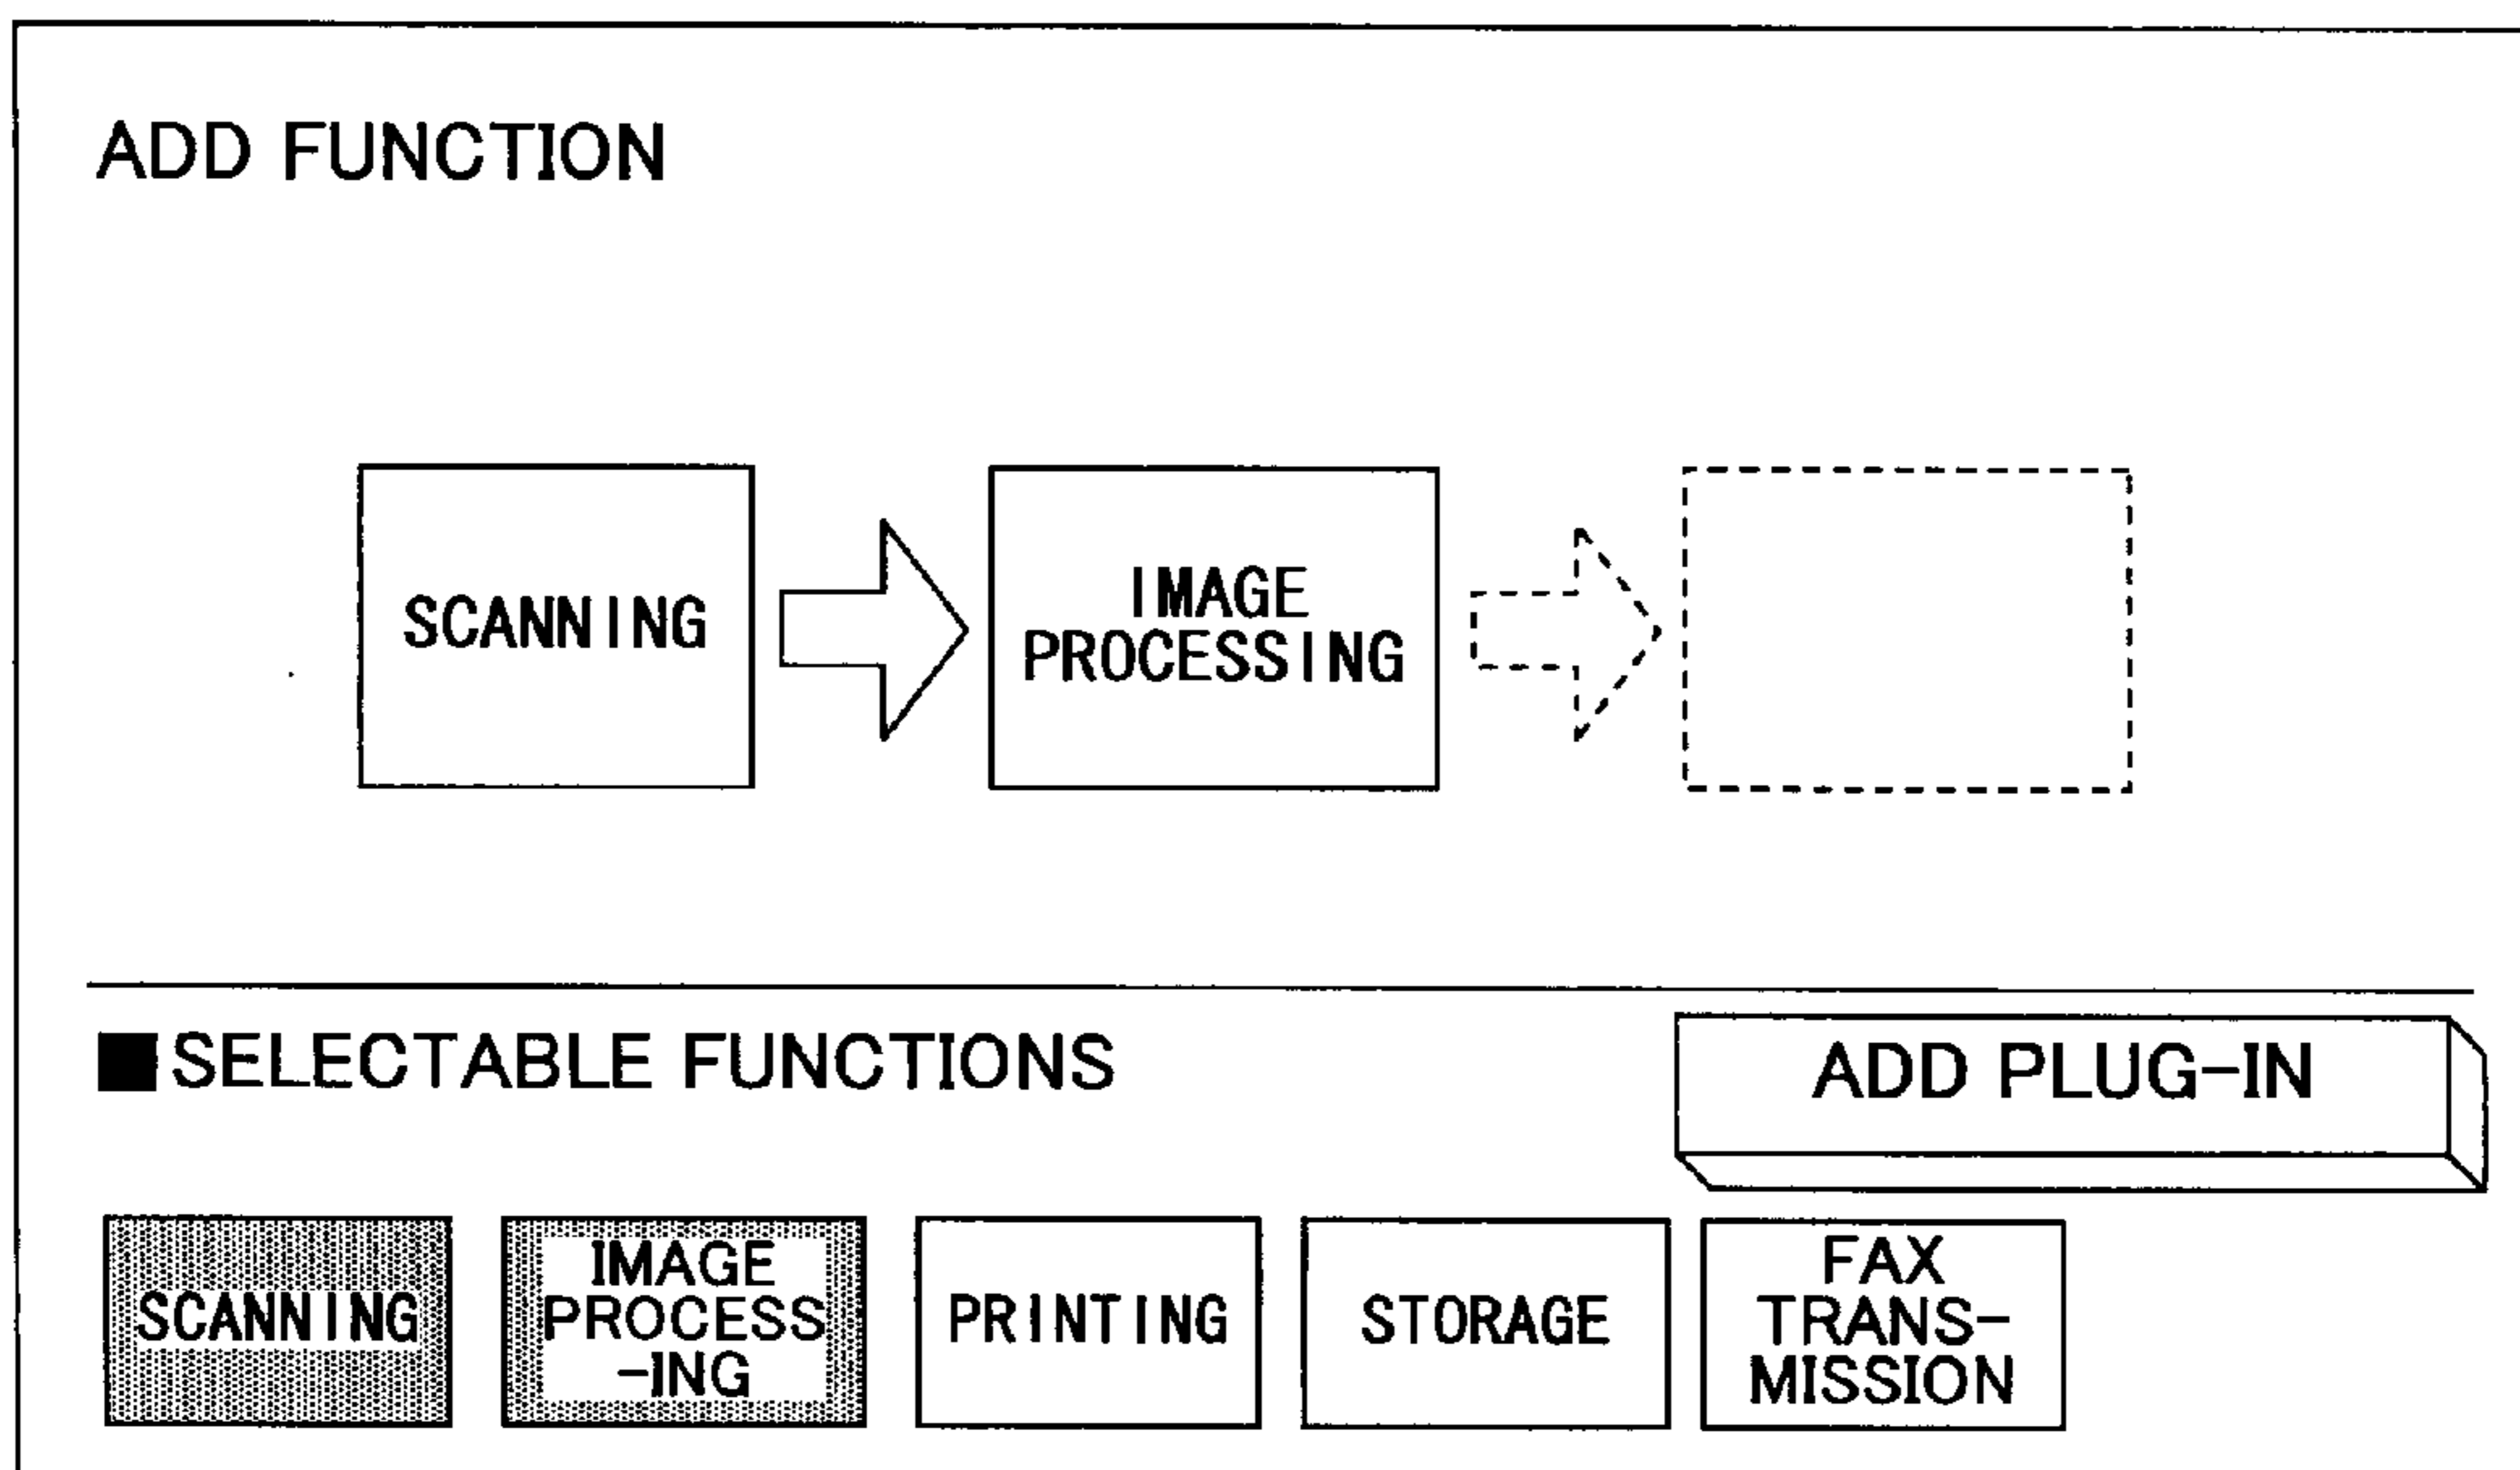 ADD FUNCTION
SCANNING
IMAGE
PROCESSING
■SELECTABLE FUNCTIONS
ADD PLUG-IN
SCANNING
IMAGE
PROCESS
-ING
PRINTING
STORAGE
FAX
TRANS-
MISSION